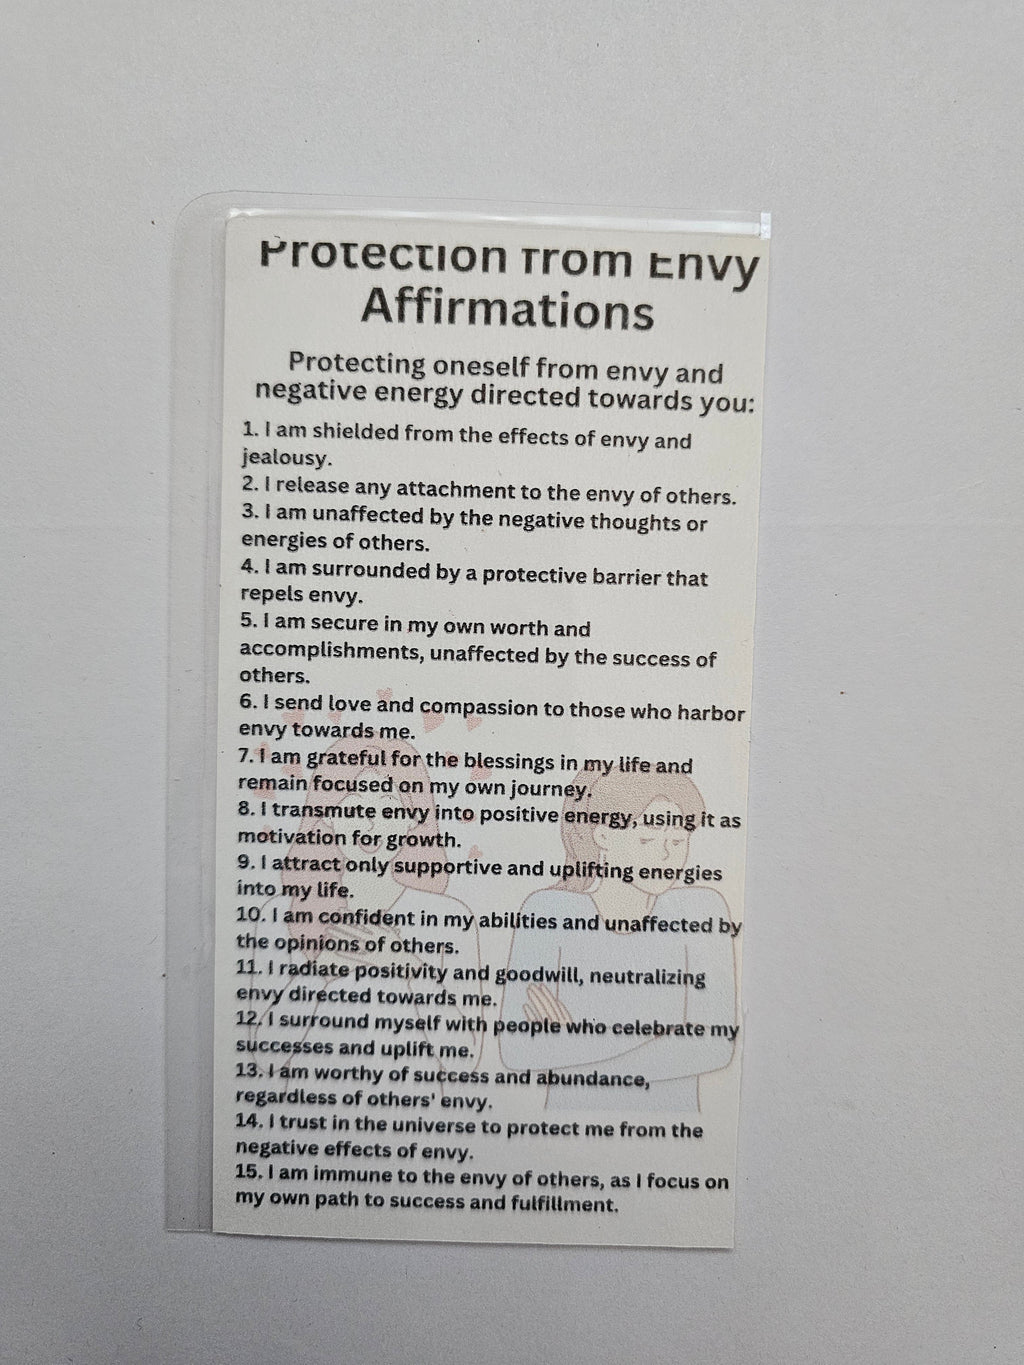 Protection from Envy
Affirmations
Protecting oneself from envy and
negative energy directed towards you:
1. I am shielded from the effects of envy and
jealousy.
2. I release any attachment to the envy of others.
3. I am unaffected by the negative thoughts or
energies of others.
4. I am surrounded by a protective barrier that
repels envy.
5. I am secure in my own worth and
accomplishments, unaffected by the success of
others.
6. I send love and compassion to those who harbor
envy towards me.
7. I am grateful for the blessings in my life and
remain focused on my own journey.
8. I transmute envy into positive energy, using it as
motivation for growth.
9. I attract only supportive and uplifting energies
into my life.
10. I am confident in my abilities and unaffected by
the opinions of others.
11. I radiate positivity and goodwill, neutralizing
envy directed towards me.
12. I surround myself with people who celebrate my
successes and uplift me.
13. I am worthy of success and abundance,
regardless of others' envy.
14. I trust in the universe to protect me from the
negative effects of envy.
15. I am immune to the envy of others, as I focus on
my own path to success and fulfillment.